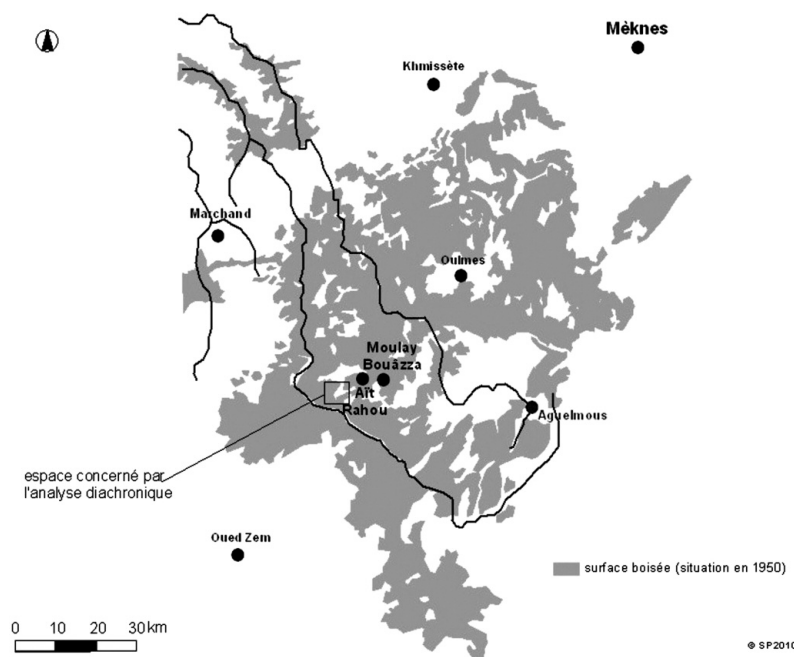 Mèknes
Khmissète
Marchand
Oulmes
Moulay
Bouâzza
Aït
Rahou
Aguelmous
espace concerné par
l'analyse diachronique
Oued Zem
surface boisée (situation en 1950)
0 10 20 30 km
© SP2010